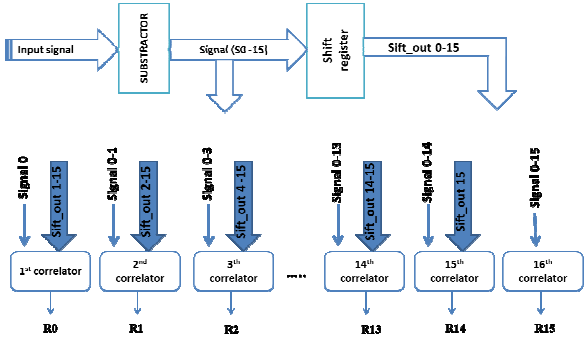 Input signal
SUBSTRACTOR
Signal (S0 -15)
Shift register
Sift_out 0-15
Signal 0
Sift_out 1-15
Signal 0-1
Sift_out 2-15
Signal 0-3
Sift_out 4 -15
Signal 0-13
Sift_out 14-15
Signal 0-14
Sift_out 15
Signal 0-15
1st correlator
2nd correlator
3th correlator
.....
14th correlator
15th correlator
16th correlator
R0
R1
R2
R13
R14
R15